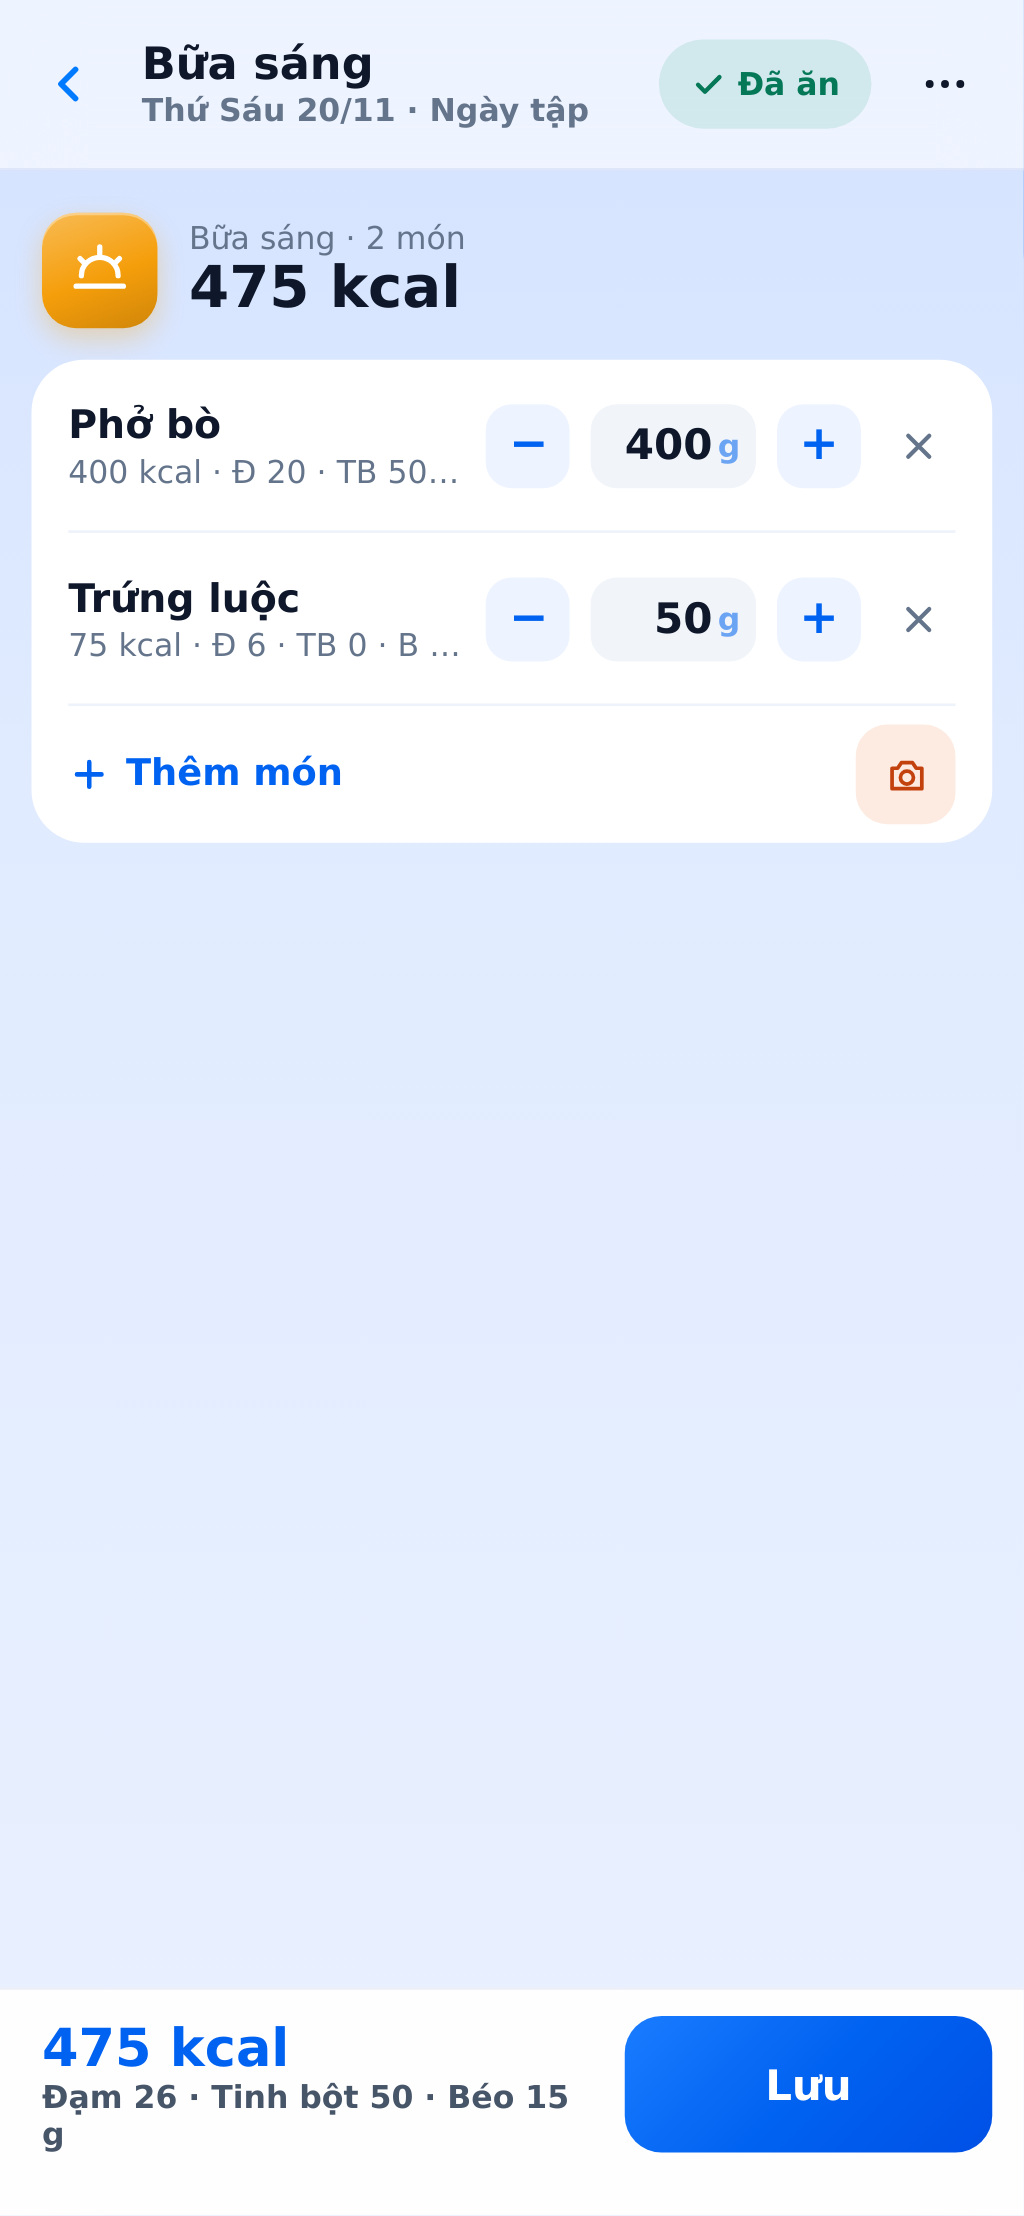 Bữa sáng
Thứ Sáu 20/11 · Ngày tập
Đã ăn
Bữa sáng · 2 món
475 kcal
Phở bò
400 kcal · Đ 20 · TB 50...
400 g
Trứng luộc
75 kcal · Đ 6 · TB 0 · B ...
50 g
Thêm món
475 kcal
Đạm 26 · Tinh bột 50 · Béo 15
g
Lưu